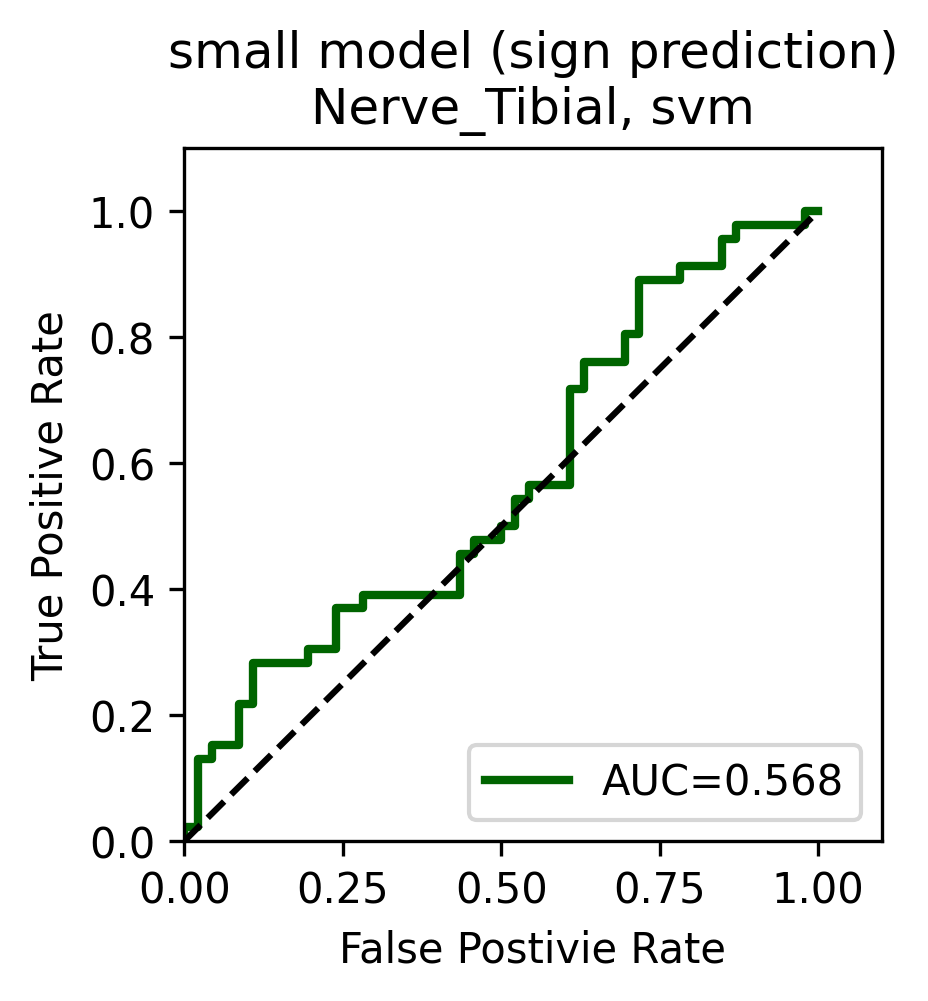 small model (sign prediction)
Nerve_Tibial, svm
1.0
0.8
0.6
0.4
0.2
0.0
True Positive Rate
AUC=0.568
0.00 0.25 0.50 0.75 1.00
False Postivie Rate